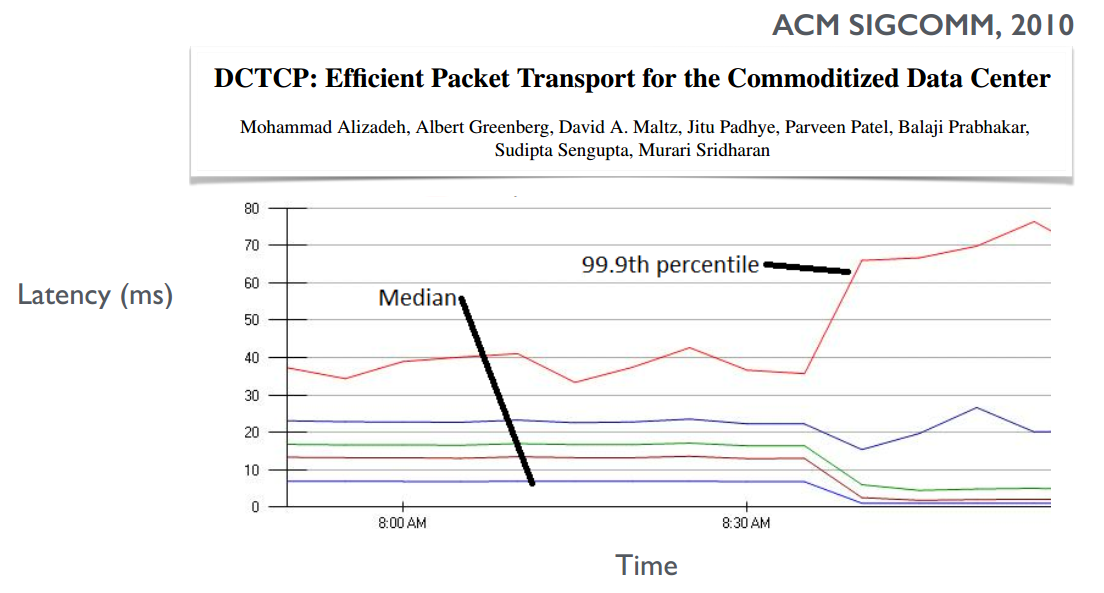 ACM SIGCOMM, 2010
DCTCP: Efficient Packet Transport for the Commoditized Data Center
Mohammad Alizadeh, Albert Greenberg, David A. Maltz, Jitu Padhye, Parveen Patel, Balaji Prabhakar,
Sudipta Sengupta, Murari Sridharan
80
70
99.9th percentile
60
Latency (ms)
Median
50
40
30
20
10
0
8:00 AM
8:30 AM
Time